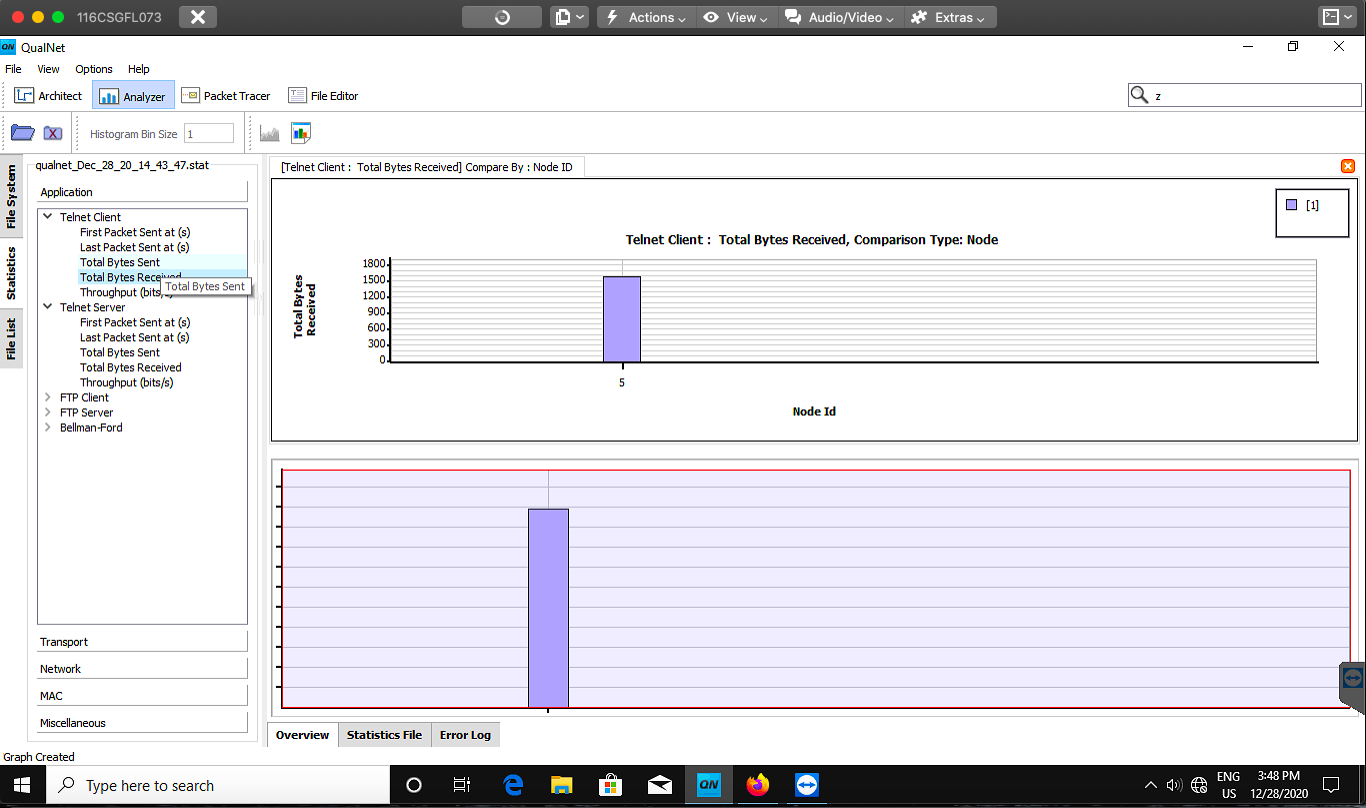 116CSGFL073
Actions
View
Audio/Video
Extras
QN QualNet
File View Options Help
Architect
Analyzer
Packet Tracer
File Editor
z
Histogram Bin Size 1
File System
Statistics
File List
qualnet_Dec_28_20_14_43_47.stat
Application
Telnet Client
First Packet Sent at (s)
Last Packet Sent at (s)
Total Bytes Sent
Total Bytes Received
Total Bytes Sent
Throughput (bits/s)
Telnet Server
First Packet Sent at (s)
Last Packet Sent at (s)
Total Bytes Sent
Total Bytes Received
Throughput (bits/s)
FTP Client
FTP Server
Bellman-Ford
Transport
Network
MAC
Miscellaneous
[Telnet Client : Total Bytes Received] Compare By : Node ID
[1]
Telnet Client : Total Bytes Received, Comparison Type: Node
Total Bytes
Received
1800
1500
1200
900
600
300
0
5
Node Id
Overview
Statistics File
Error Log
Graph Created
Type here to search
QN
ENG
US
3:48 PM
12/28/2020